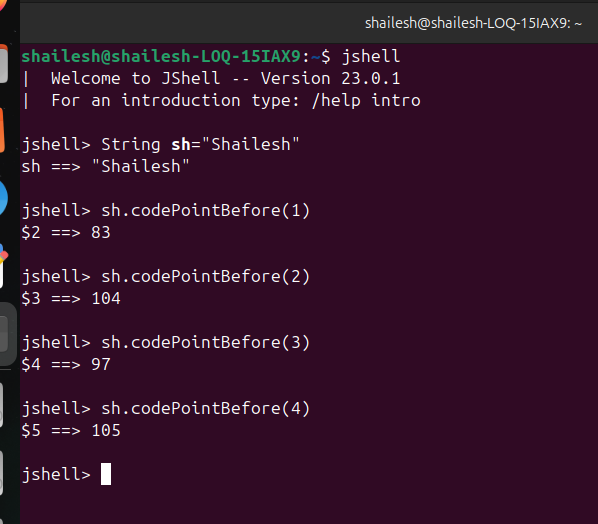 shailesh@shailesh-LOQ-15IAX9: ~
shailesh@shailesh-LOQ-15IAX9:~$ jshell
|  Welcome to JShell -- Version 23.0.1
|  For an introduction type: /help intro
jshell> String sh="Shailesh"
sh ==> "Shailesh"
jshell> sh.codePointBefore(1)
$2 ==> 83
jshell> sh.codePointBefore(2)
$3 ==> 104
jshell> sh.codePointBefore(3)
$4 ==> 97
jshell> sh.codePointBefore(4)
$5 ==> 105
jshell>